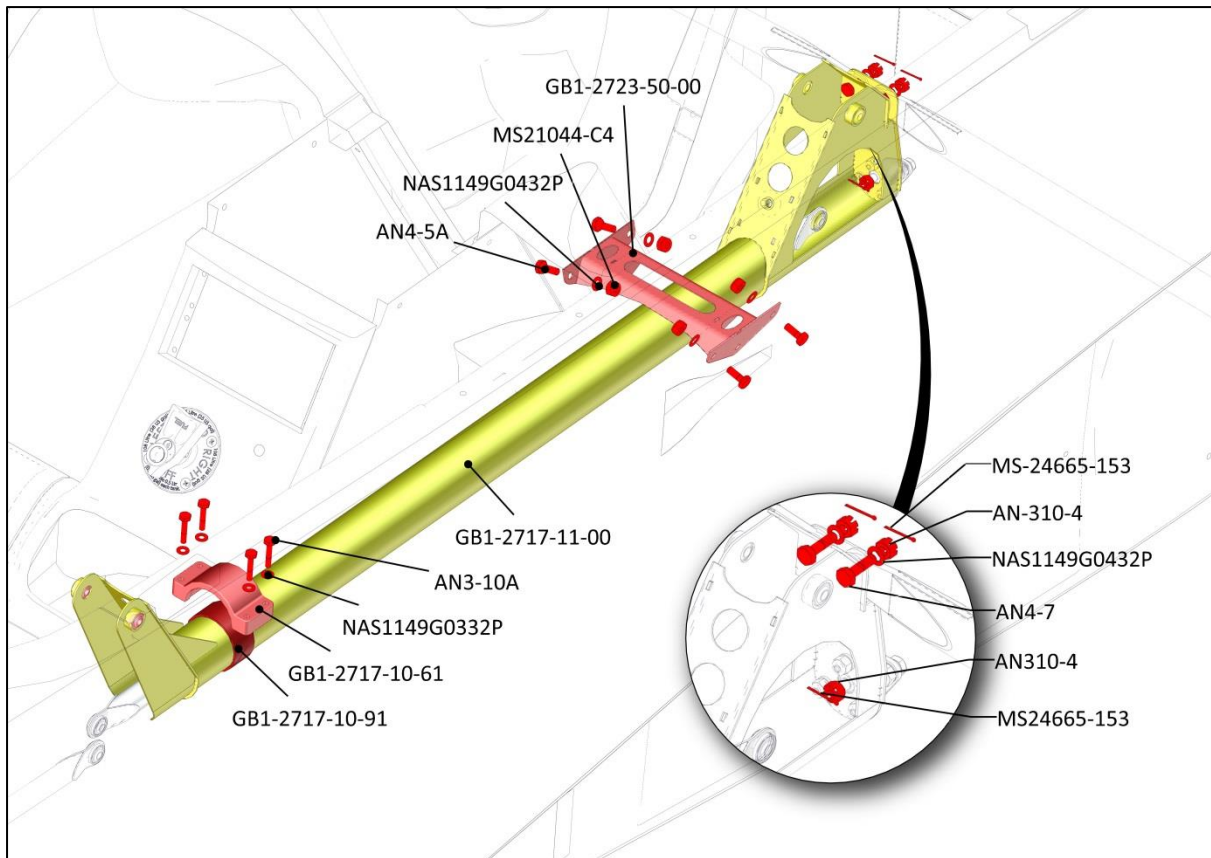 GB1-2723-50-00
MS21044-C4
NAS1149G0432P
AN4-5A
GB1-2717-11-00
AN3-10A
NAS1149G0332P
GB1-2717-10-61
GB1-2717-10-91
MS-24665-153
AN-310-4
NAS1149G0432P
AN4-7
AN310-4
MS24665-153
RIGHT